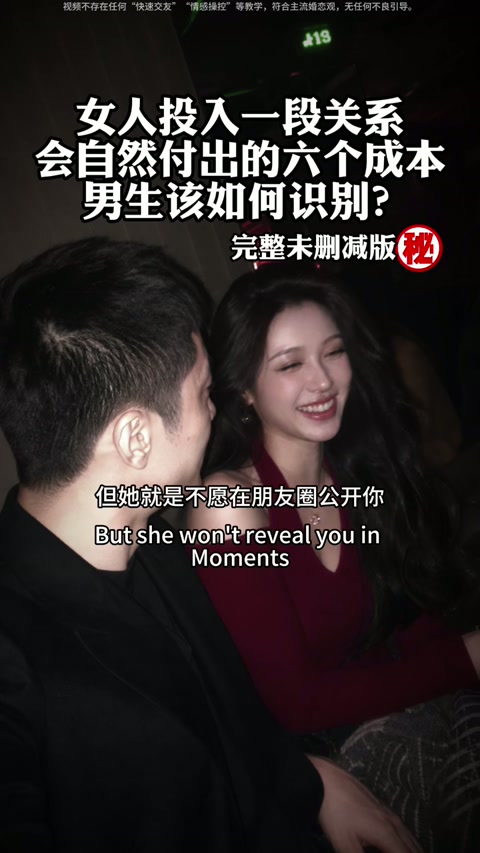 视频不存在任何“快速交友”“情感操控”等教学，符合主流婚恋观，无任何不良引导。
女人投入一段关系
会自然付出的六个成本
男生该如何识别？
完整未删减版 秘
但她就是不愿在朋友圈公开你
But she won't reveal you in
Moments